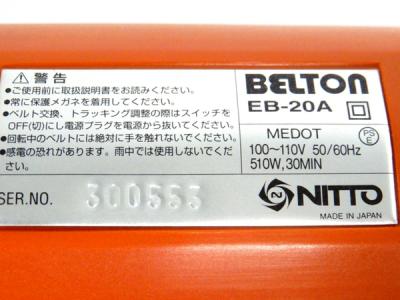 ⚠警告
●ご使用前に取扱説明書をお読みください。
●常に保護メガネを着用してください。
●ベルト交換、トラッキング調整の際はスイッチを
OFF(切)にし電源プラグを電源から抜いてください。
●回転中のベルトには絶対に手を触れないでください。
●感電の恐れがあります。雨中では使用しないでください。
SER.NO. 300553
BELTON
EB-20A
MEDOT
PS
E
100～110V 50/60Hz
510W,30MIN
NITTO
MADE IN JAPAN